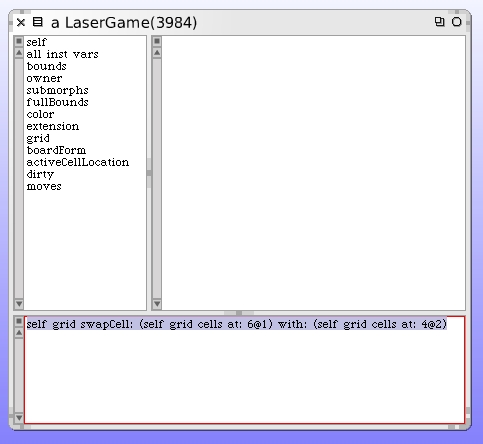 a LaserGame(3984)
self
all inst vars
bounds
owner
submorphs
fullBounds
color
extension
grid
boardForm
activeCellLocation
dirty
moves
self grid swapCell: (self grid cells at: 6@1) with: (self grid cells at: 4@2)